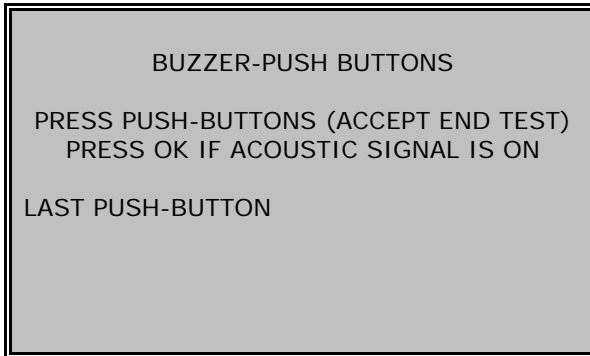 BUZZER-PUSH BUTTONS
PRESS PUSH-BUTTONS (ACCEPT END TEST)
PRESS OK IF ACOUSTIC SIGNAL IS ON
LAST PUSH-BUTTON